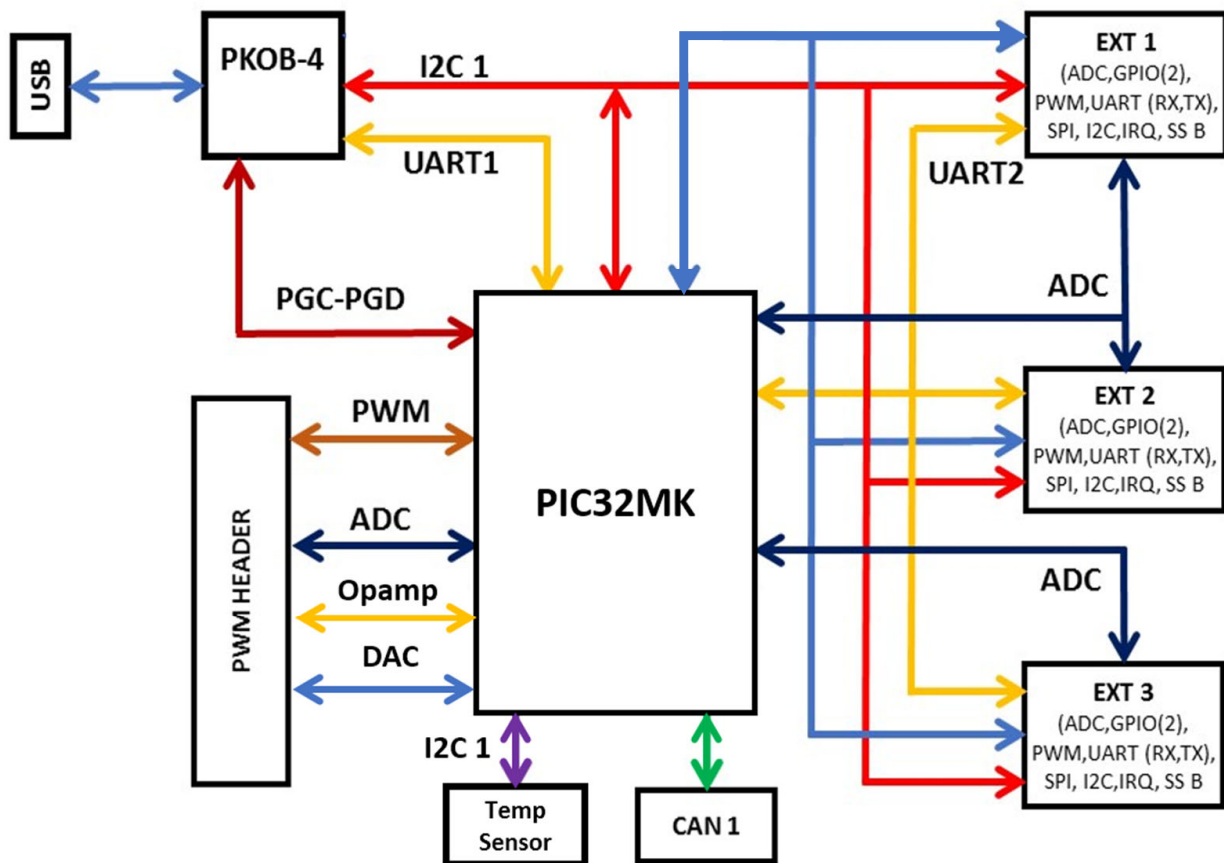 USB
PKOB-4
I2C 1
UART1
PGC-PGD
EXT 1
(ADC,GPIO(2),
PWM,UART (RX,TX),
SPI, I2C,IRQ, SS B
UART2
ADC
EXT 2
(ADC,GPIO(2),
PWM,UART (RX,TX),
SPI, I2C,IRQ, SS B
PWM HEADER
PWM
ADC
Opamp
DAC
PIC32MK
ADC
EXT 3
(ADC,GPIO(2),
PWM,UART (RX,TX),
SPI, I2C,IRQ, SS B
I2C 1
Temp
Sensor
CAN 1